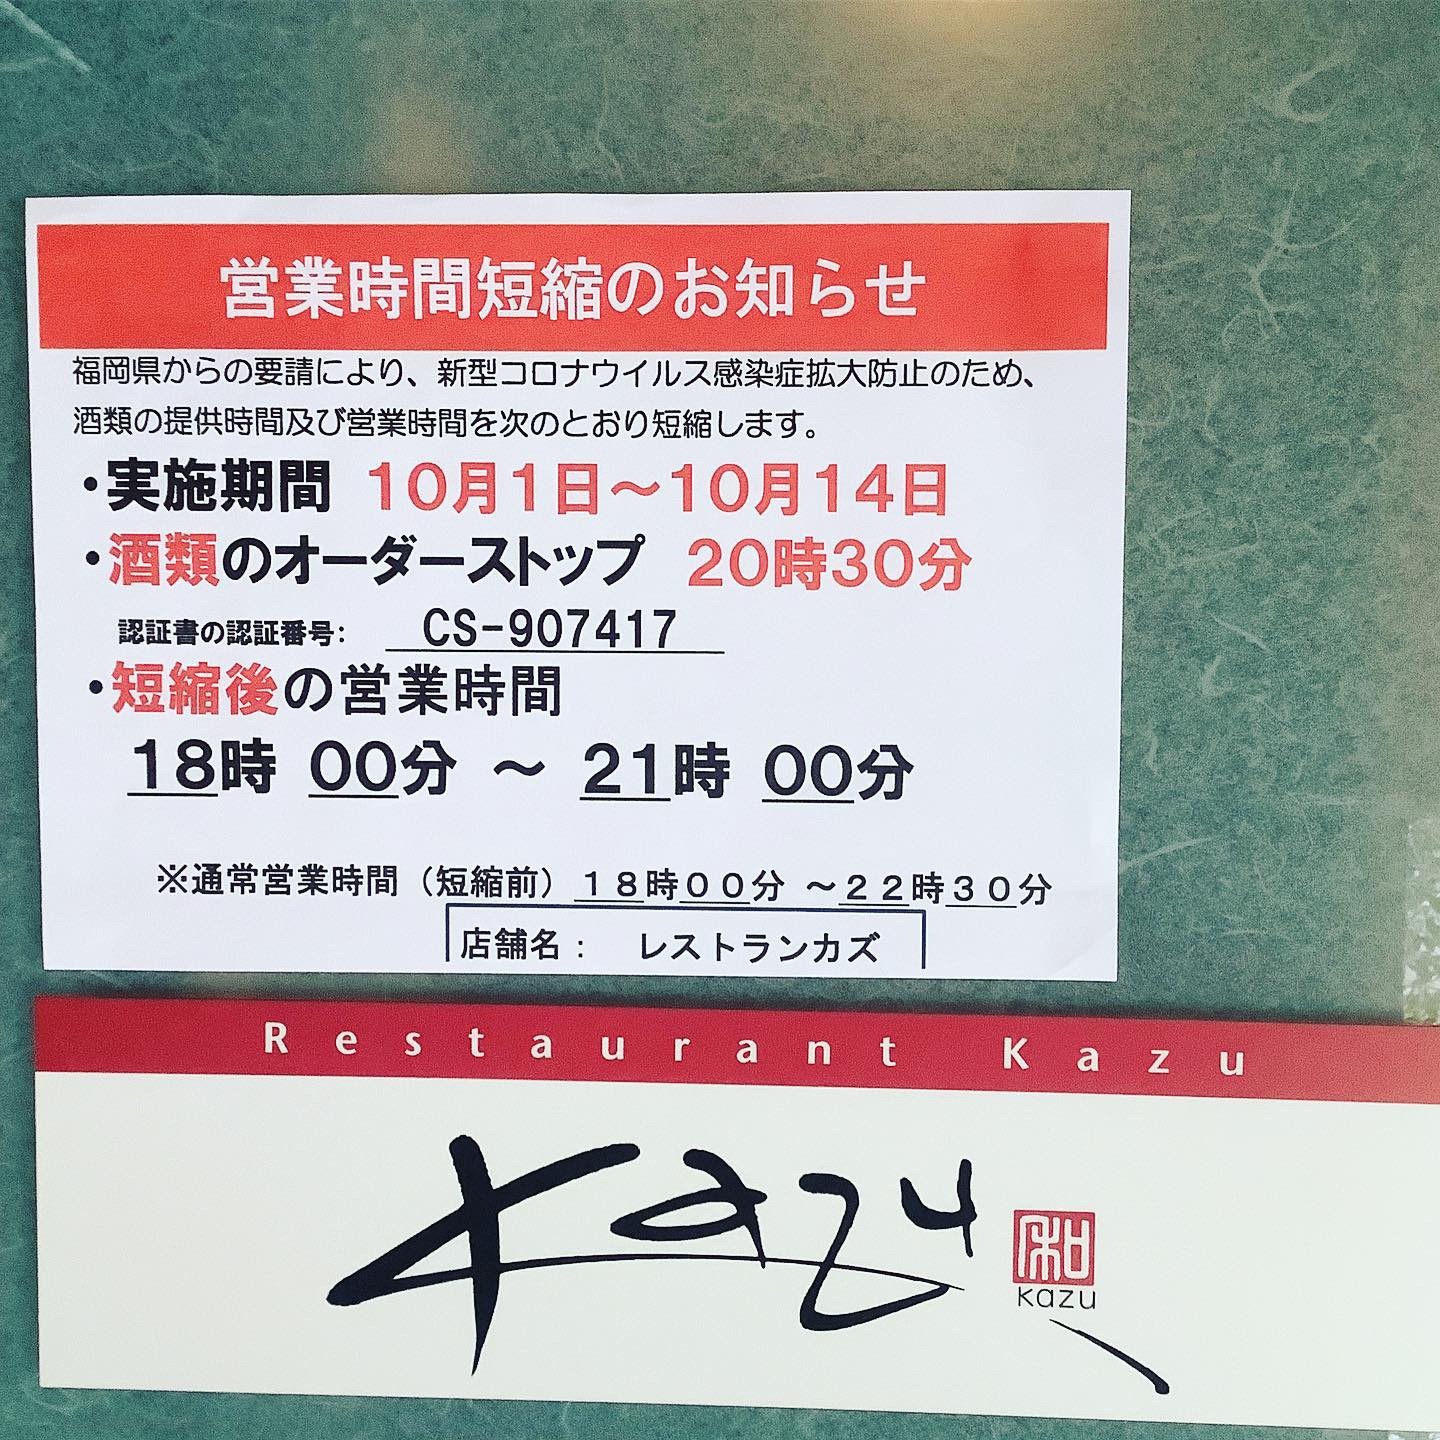 営業時間短縮のお知らせ
福岡県からの要請により、新型コロナウイルス感染症拡大防止のため、
酒類の提供時間及び営業時間を次のとおり短縮します。
・実施期間 10月1日～10月14日
・酒類のオーダーストップ 20時30分
認証書の認証番号： CS-907417
・短縮後の営業時間
18時 00分 ～ 21時 00分
※通常営業時間（短縮前）１８時００分 ～２２時３０分
店舗名： レストランカズ
Restaurant Kazu
Kazu
和
kazu